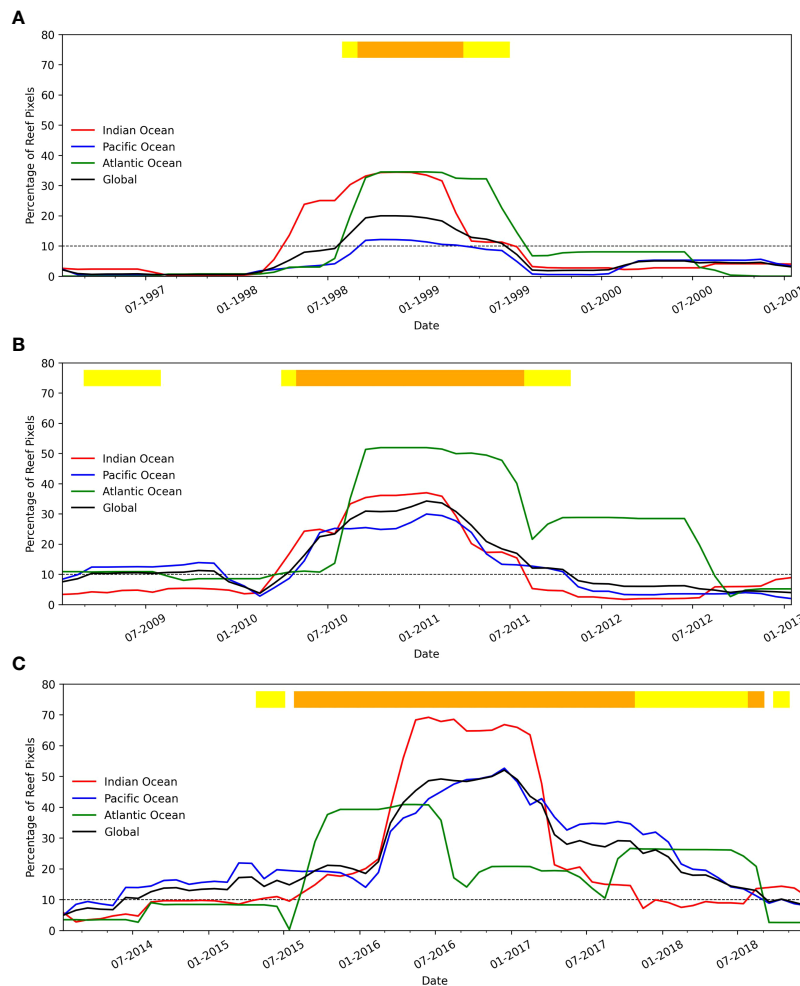 A
80
70
60
50
40
30
20
10
0
Percentage of Reef Pixels
Indian Ocean
Pacific Ocean
Atlantic Ocean
Global
07-1997
01-1998
07-1998
01-1999
07-1999
01-2000
07-2000
01-2001
Date
B
80
70
60
50
40
30
20
10
0
Percentage of Reef Pixels
Indian Ocean
Pacific Ocean
Atlantic Ocean
Global
07-2009
01-2010
07-2010
01-2011
07-2011
01-2012
07-2012
01-2013
Date
C
80
70
60
50
40
30
20
10
0
Percentage of Reef Pixels
Indian Ocean
Pacific Ocean
Atlantic Ocean
Global
07-2014
01-2015
07-2015
01-2016
07-2016
01-2017
07-2017
01-2018
07-2018
Date